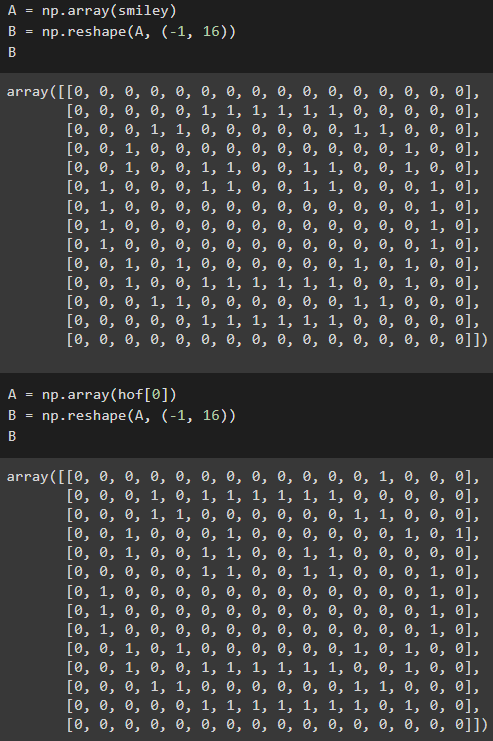 A = np.array(smiley)
B = np.reshape(A, (-1, 16))
B
array([[0, 0, 0, 0, 0, 0, 0, 0, 0, 0, 0, 0, 0, 0, 0, 0],
[0, 0, 0, 0, 0, 1, 1, 1, 1, 1, 1, 0, 0, 0, 0, 0],
[0, 0, 0, 1, 1, 0, 0, 0, 0, 0, 0, 1, 1, 0, 0, 0],
[0, 0, 1, 0, 0, 0, 0, 0, 0, 0, 0, 0, 0, 1, 0, 0],
[0, 0, 1, 0, 0, 1, 1, 0, 0, 1, 1, 0, 0, 1, 0, 0],
[0, 1, 0, 0, 0, 1, 1, 0, 0, 1, 1, 0, 0, 0, 1, 0],
[0, 1, 0, 0, 0, 0, 0, 0, 0, 0, 0, 0, 0, 0, 1, 0],
[0, 1, 0, 0, 0, 0, 0, 0, 0, 0, 0, 0, 0, 0, 1, 0],
[0, 1, 0, 0, 0, 0, 0, 0, 0, 0, 0, 0, 0, 0, 1, 0],
[0, 0, 1, 0, 1, 0, 0, 0, 0, 0, 0, 1, 0, 1, 0, 0],
[0, 0, 1, 0, 0, 1, 1, 1, 1, 1, 1, 0, 0, 1, 0, 0],
[0, 0, 0, 1, 1, 0, 0, 0, 0, 0, 0, 1, 1, 0, 0, 0],
[0, 0, 0, 0, 0, 1, 1, 1, 1, 1, 1, 0, 0, 0, 0, 0],
[0, 0, 0, 0, 0, 0, 0, 0, 0, 0, 0, 0, 0, 0, 0, 0]])
A = np.array(hof[0])
B = np.reshape(A, (-1, 16))
B
array([[0, 0, 0, 0, 0, 0, 0, 0, 0, 0, 0, 0, 1, 0, 0, 0],
[0, 0, 0, 1, 0, 1, 1, 1, 1, 1, 1, 0, 0, 0, 0, 0],
[0, 0, 0, 1, 1, 0, 0, 0, 0, 0, 0, 1, 1, 0, 0, 0],
[0, 0, 1, 0, 0, 0, 1, 0, 0, 0, 0, 0, 0, 1, 0, 1],
[0, 0, 1, 0, 0, 1, 1, 0, 0, 1, 1, 0, 0, 0, 0, 0],
[0, 0, 0, 0, 0, 1, 1, 0, 0, 1, 1, 0, 0, 0, 1, 0],
[0, 1, 0, 0, 0, 0, 0, 0, 0, 0, 0, 0, 0, 0, 1, 0],
[0, 1, 0, 0, 0, 0, 0, 0, 0, 0, 0, 0, 0, 0, 1, 0],
[0, 1, 0, 0, 0, 0, 0, 0, 0, 0, 0, 0, 0, 0, 1, 0],
[0, 0, 1, 0, 1, 0, 0, 0, 0, 0, 0, 1, 0, 1, 0, 0],
[0, 0, 1, 0, 0, 1, 1, 1, 1, 1, 1, 0, 0, 1, 0, 0],
[0, 0, 0, 1, 1, 0, 0, 0, 0, 0, 0, 1, 1, 0, 0, 0],
[0, 0, 0, 0, 0, 1, 1, 1, 1, 1, 1, 1, 0, 1, 0, 0],
[0, 0, 0, 0, 0, 0, 0, 0, 0, 0, 0, 0, 0, 0, 0, 0]])